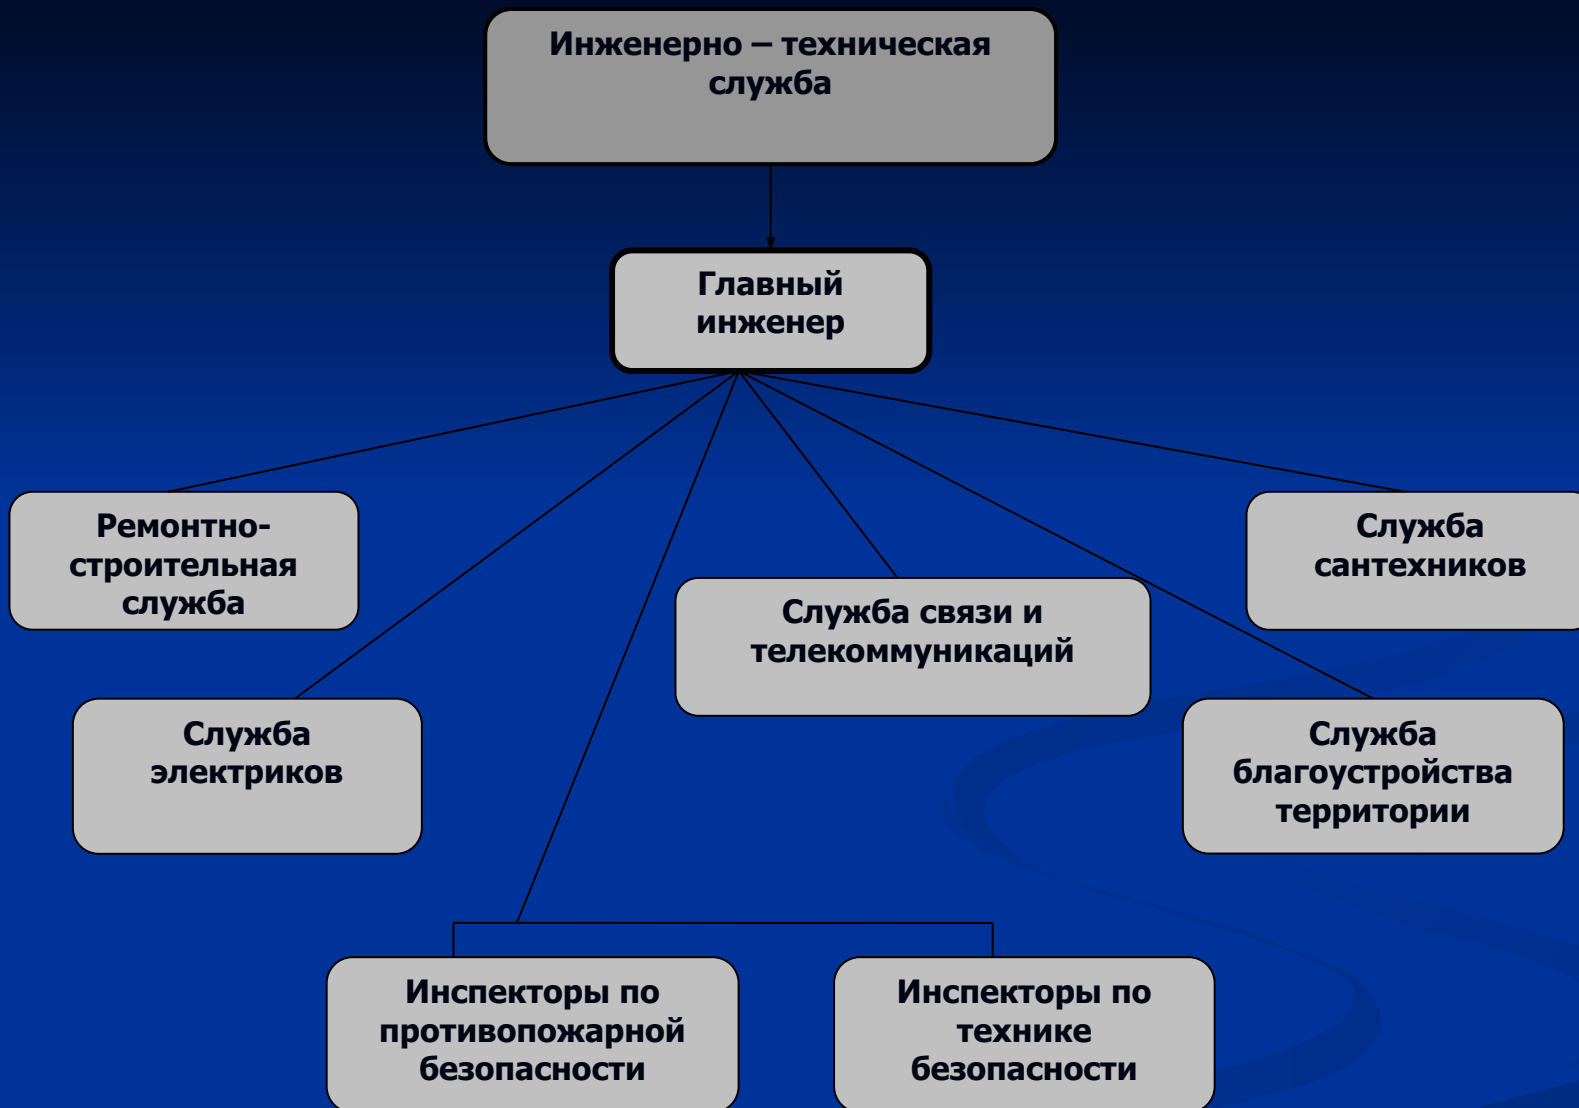 Инженерно – техническая
служба
Главный
инженер
Ремонтно-
строительная
служба
Служба
сантехников
Служба связи и
телекоммуникаций
Служба
электриков
Служба
благоустройства
территории
Инспекторы по
противопожарной
безопасности
Инспекторы по
технике
безопасности